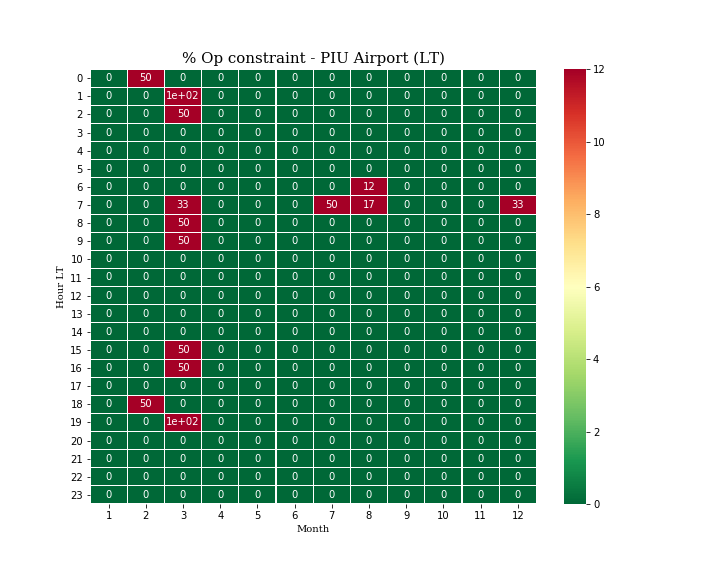 % Op constraint - PIU Airport (LT)
0 0 50 0 0 0 0 0 0 0 0 0 0 12
1 0 0 1e+02 0 0 0 0 0 0 0 0 0
2 0 0 50 0 0 0 0 0 0 0 0 0 10
3 0 0 0 0 0 0 0 0 0 0 0 0
4 0 0 0 0 0 0 0 0 0 0 0 0
5 0 0 0 0 0 0 0 0 0 0 0 0
6 0 0 0 0 0 0 0 12 0 0 0 0 8
7 0 0 33 0 0 0 50 17 0 0 0 33
8 0 0 50 0 0 0 0 0 0 0 0 0
9 0 0 50 0 0 0 0 0 0 0 0 0
10 0 0 0 0 0 0 0 0 0 0 0 0
11 0 0 0 0 0 0 0 0 0 0 0 0
Hour LT
12 0 0 0 0 0 0 0 0 0 0 0 0 6
13 0 0 0 0 0 0 0 0 0 0 0 0
14 0 0 0 0 0 0 0 0 0 0 0 0
15 0 0 50 0 0 0 0 0 0 0 0 0
16 0 0 50 0 0 0 0 0 0 0 0 0 4
17 0 0 0 0 0 0 0 0 0 0 0 0
18 0 50 0 0 0 0 0 0 0 0 0 0
19 0 0 1e+02 0 0 0 0 0 0 0 0 0
20 0 0 0 0 0 0 0 0 0 0 0 0 2
21 0 0 0 0 0 0 0 0 0 0 0 0
22 0 0 0 0 0 0 0 0 0 0 0 0
23 0 0 0 0 0 0 0 0 0 0 0 0 0
1 2 3 4 5 6 7 8 9 10 11 12
Month